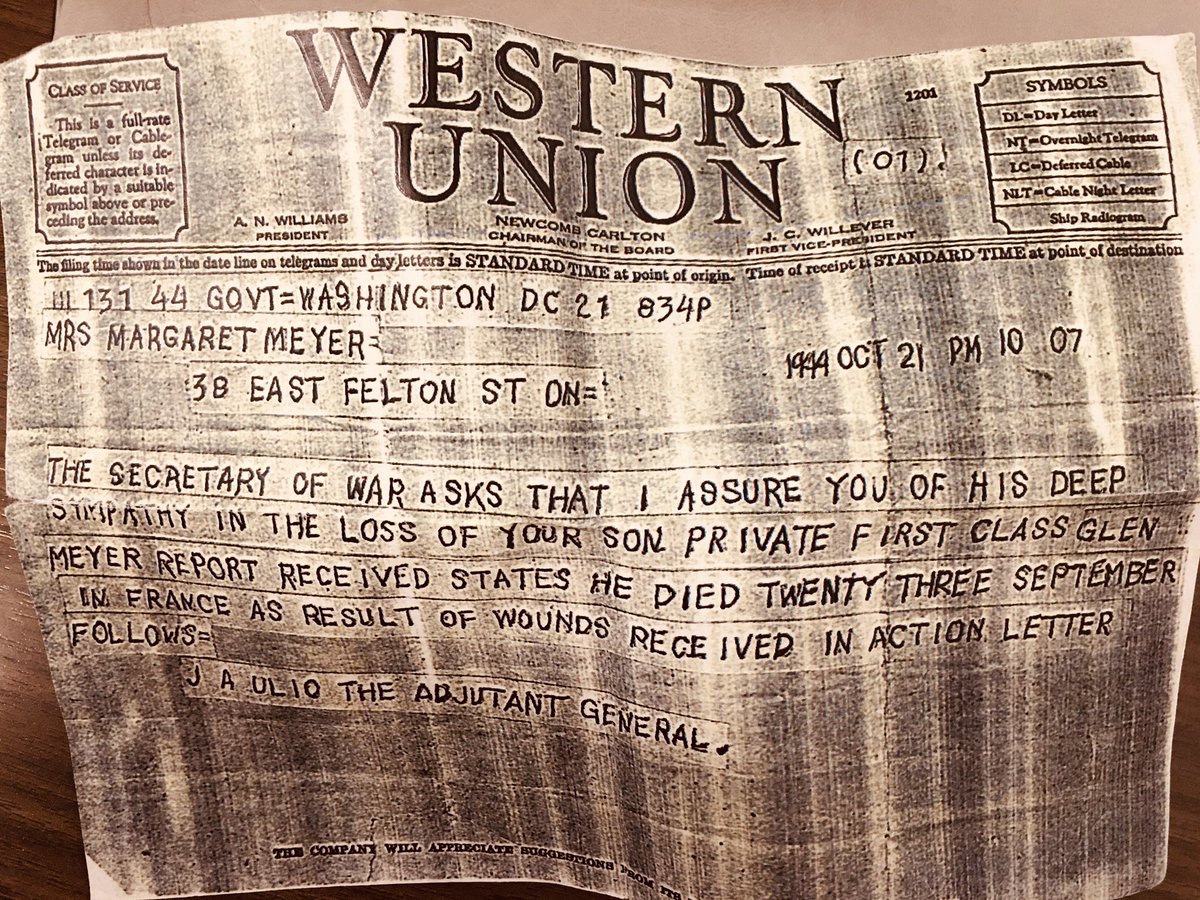 CLASS OF SERVICE
This is a full-rate
Telegram or Cable-
gram unless its de-
ferred character is in-
dicated by a suitable
symbol above or pre-
ceding the address.
WESTERN
UNION
1201
(07).
A. N. WILLIAMS
PRESIDENT
NEWCOMB CARLTON
CHAIRMAN OF THE BOARD
J. C. WILLEVER
FIRST VICE-PRESIDENT
SYMBOLS
DL=Day Letter
NT=Overnight Telegram
LC=Deferred Cable
NLT=Cable Night Letter
Ship Radiogram
The filing time shown in the date line on telegrams and day letters is STANDARD TIME at point of origin. Time of receipt is STANDARD TIME at point of destination
131 44 GOVT=WASHINGTON DC 21 834P
MRS MARGARET MEYER=
1944 OCT 21 PM 10 07
38 EAST FELTON ST ON=
THE SECRETARY OF WAR ASKS THAT I ASSURE YOU OF HIS DEEP
SYMPATHY IN THE LOSS OF YOUR SON PRIVATE FIRST CLASS GLEN
MEYER REPORT RECEIVED STATES HE DIED TWENTY THREE SEPTEMBER
IN FRANCE AS RESULT OF WOUNDS RECEIVED IN ACTION LETTER
FOLLOWS=
J A ULIO THE ADJUTANT GENERAL.
THE COMPANY WILL APPRECIATE SUGGESTIONS FROM ITS